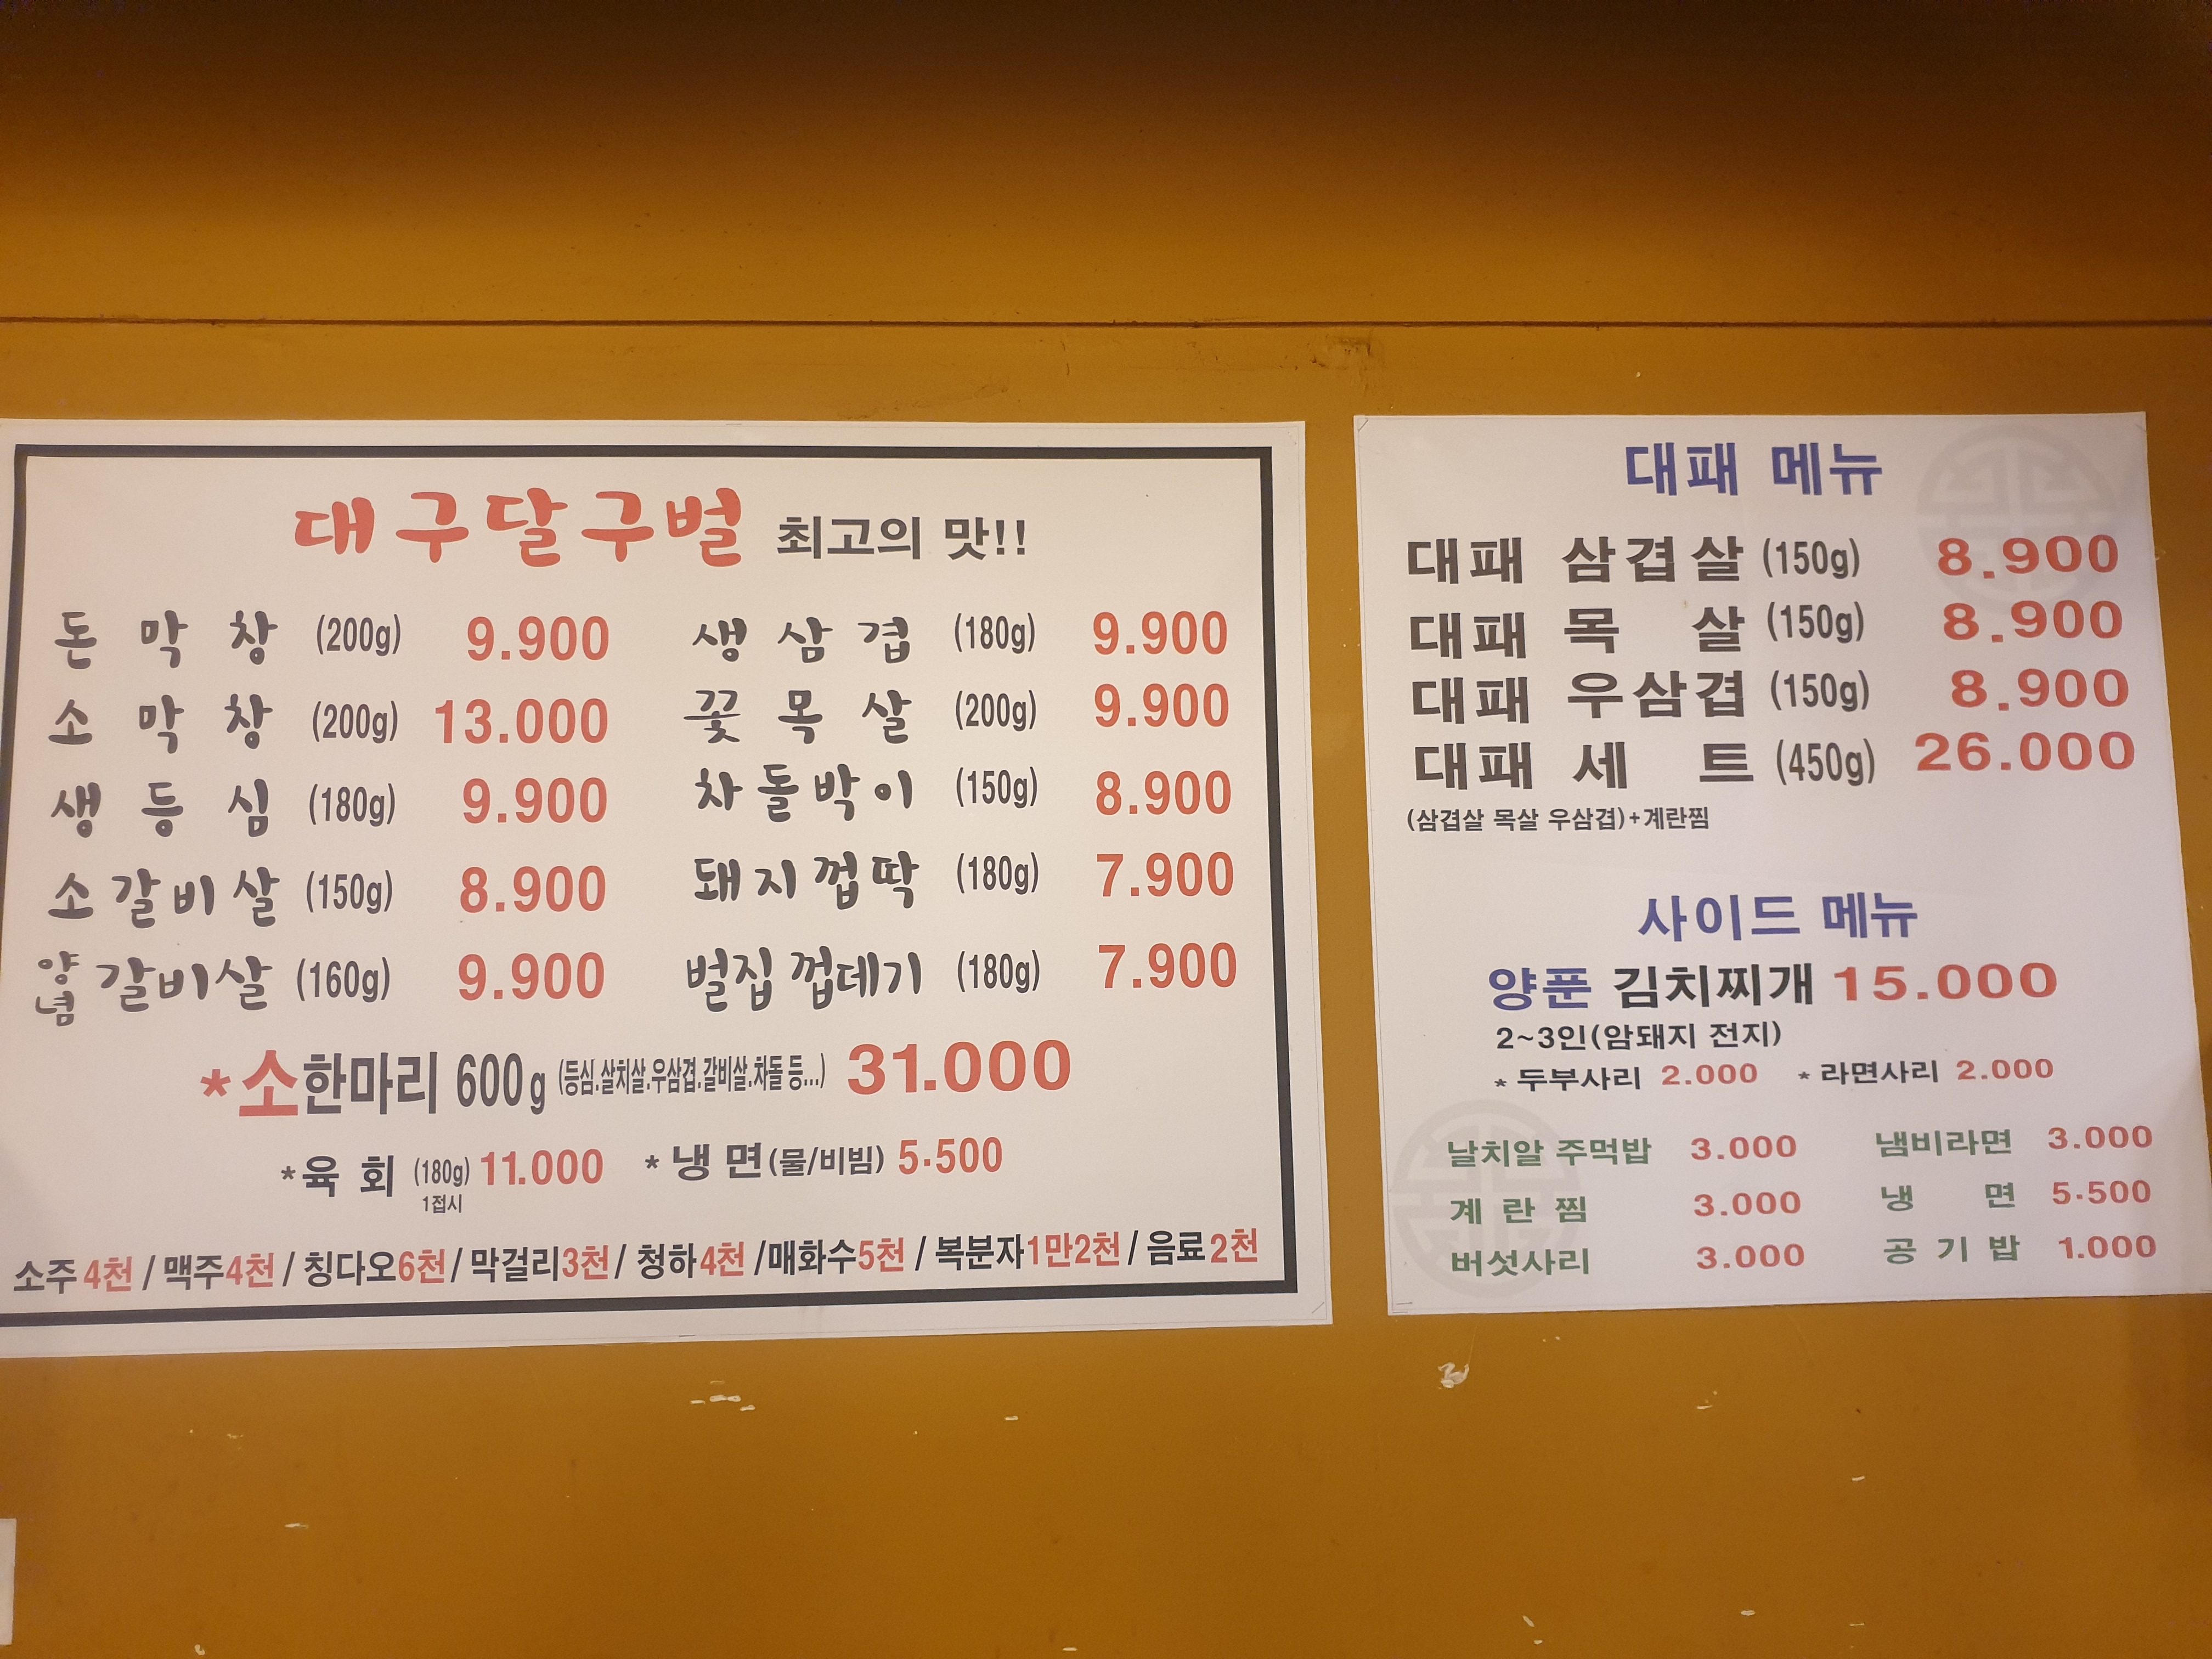 대구달구벌 최고의 맛!!
돈막창 (200g) 9.900
소막창 (200g) 13.000
생등심 (180g) 9.900
소갈비살 (150g) 8.900
양념갈비살 (160g) 9.900
생삼겹 (180g) 9.900
꽃목살 (200g) 9.900
차돌박이 (150g) 8.900
돼지껍딱 (180g) 7.900
벌집껍데기 (180g) 7.900
*소한마리 600g (등심.살치살.우삼겹.갈비살.차돌 등...) 31.000
*육회 (180g) 11.000 * 냉면(물/비빔) 5.500
1접시
소주4천 / 맥주4천 / 칭다오6천 / 막걸리3천 / 청하4천 / 매화수5천 / 복분자1만2천 / 음료2천
대패 메뉴
대패 삼겹살 (150g) 8.900
대패 목살 (150g) 8.900
대패 우삼겹 (150g) 8.900
대패 세트 (450g) 26.000
(삼겹살 목살 우삼겹)+계란찜
사이드 메뉴
양푼 김치찌개 15.000
2~3인(암돼지 전지)
* 두부사리 2.000 * 라면사리 2.000
날치알 주먹밥 3.000 냄비라면 3.000
계란찜 3.000 냉면 5.500
버섯사리 3.000 공기밥 1.000